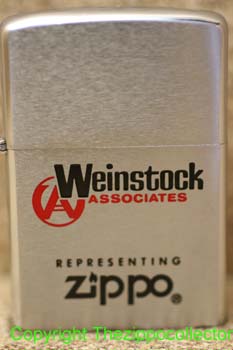 Weinstock
A ASSOCIATES
REPRESENTING
Zippo®
Copyright Thezippocollector